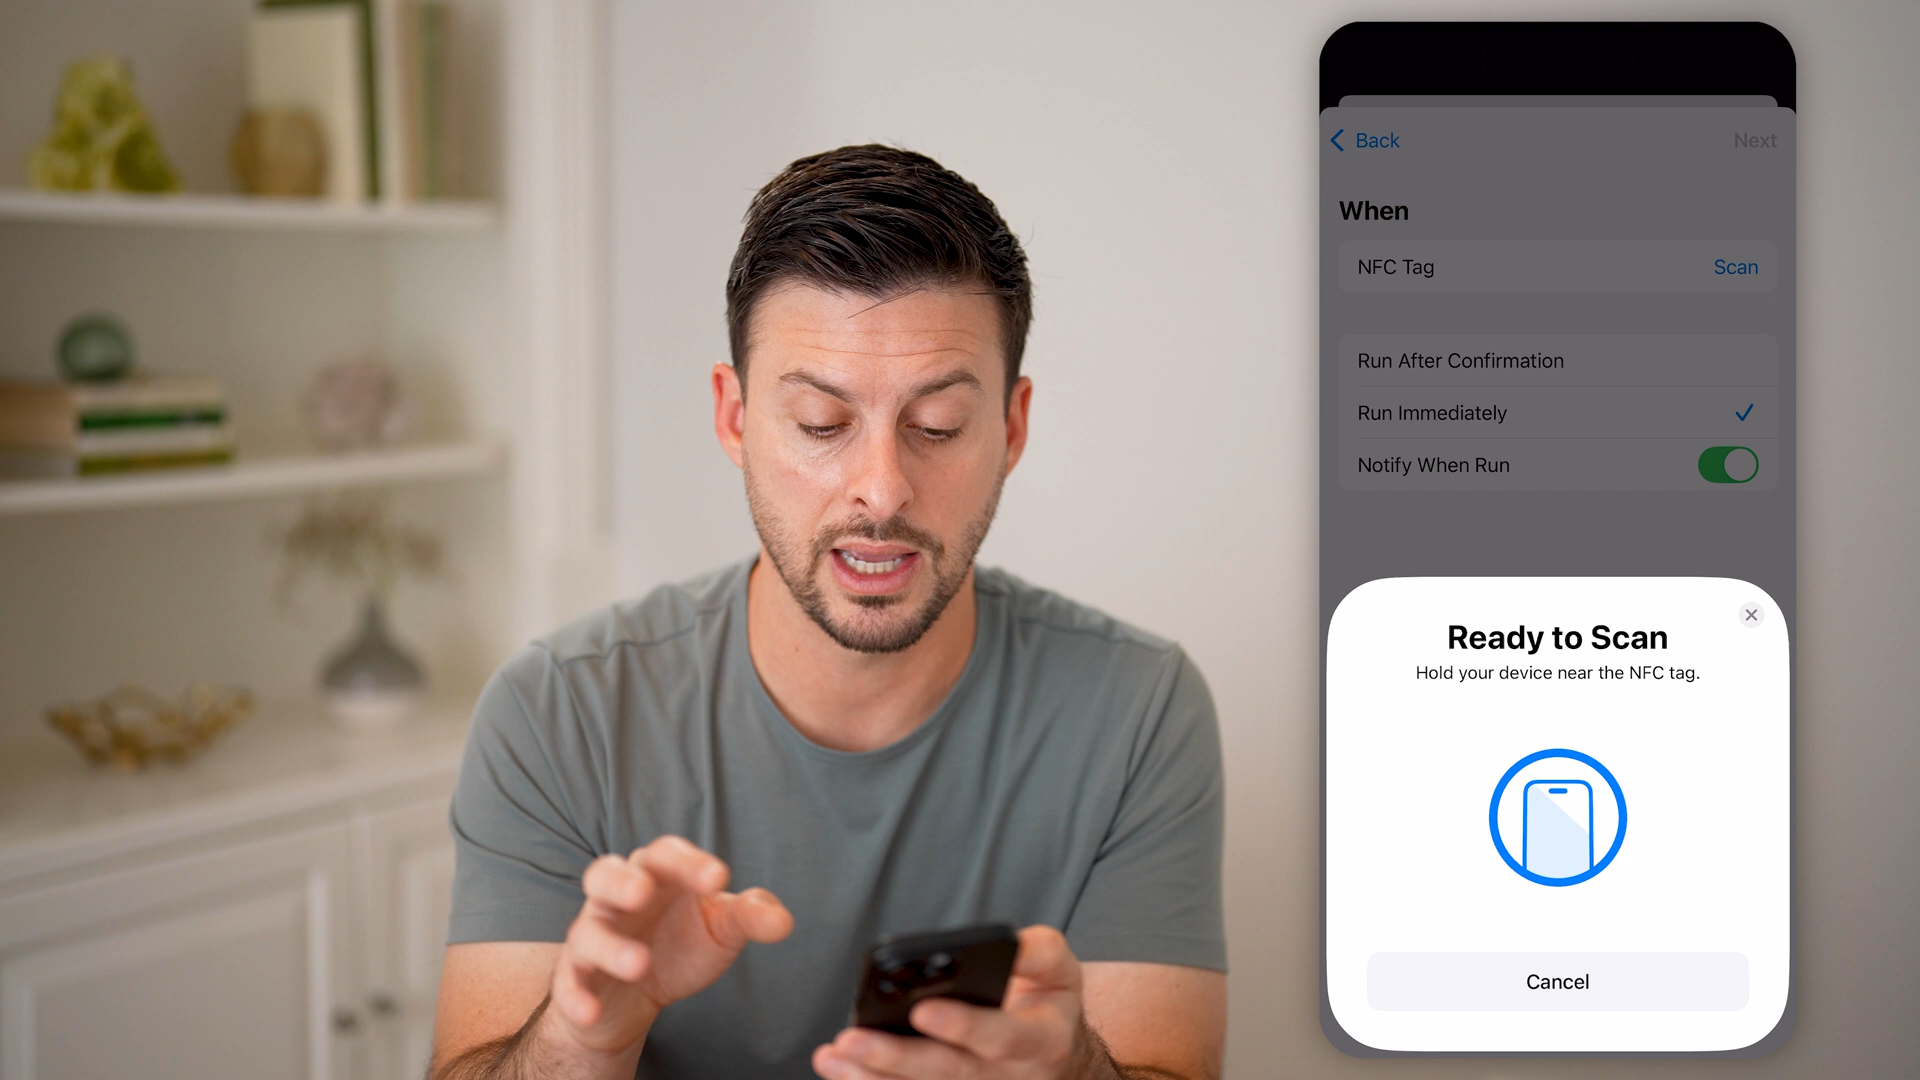 Back Next
When
NFC Tag Scan
Run After Confirmation
Run Immediately
Notify When Run
Ready to Scan
Hold your device near the NFC tag.
Cancel